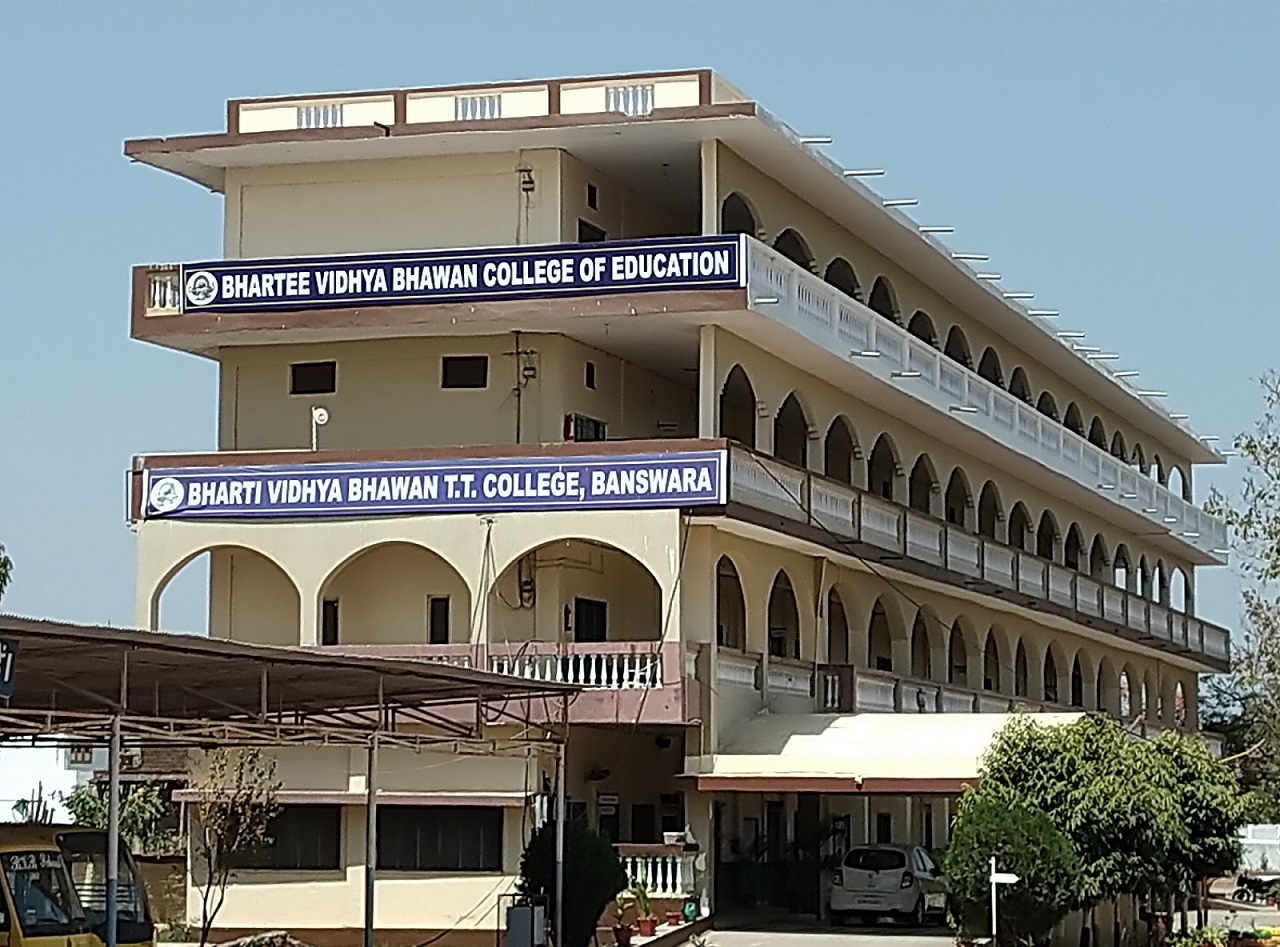 BHARTEE VIDHYA BHAWAN COLLEGE OF EDUCATION
BHARTI VIDHYA BHAWAN T.T. COLLEGE, BANSWARA